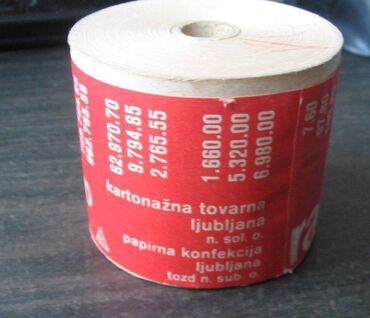 62.970.70
9.794.85
2.765.55
1.660.00
5.320.00
6.980.00
7.60
kartonažna tovarna
ljubljana
n. sol. o.
papirna konfekcija
ljubljana
tozd n. sub. o.
ra